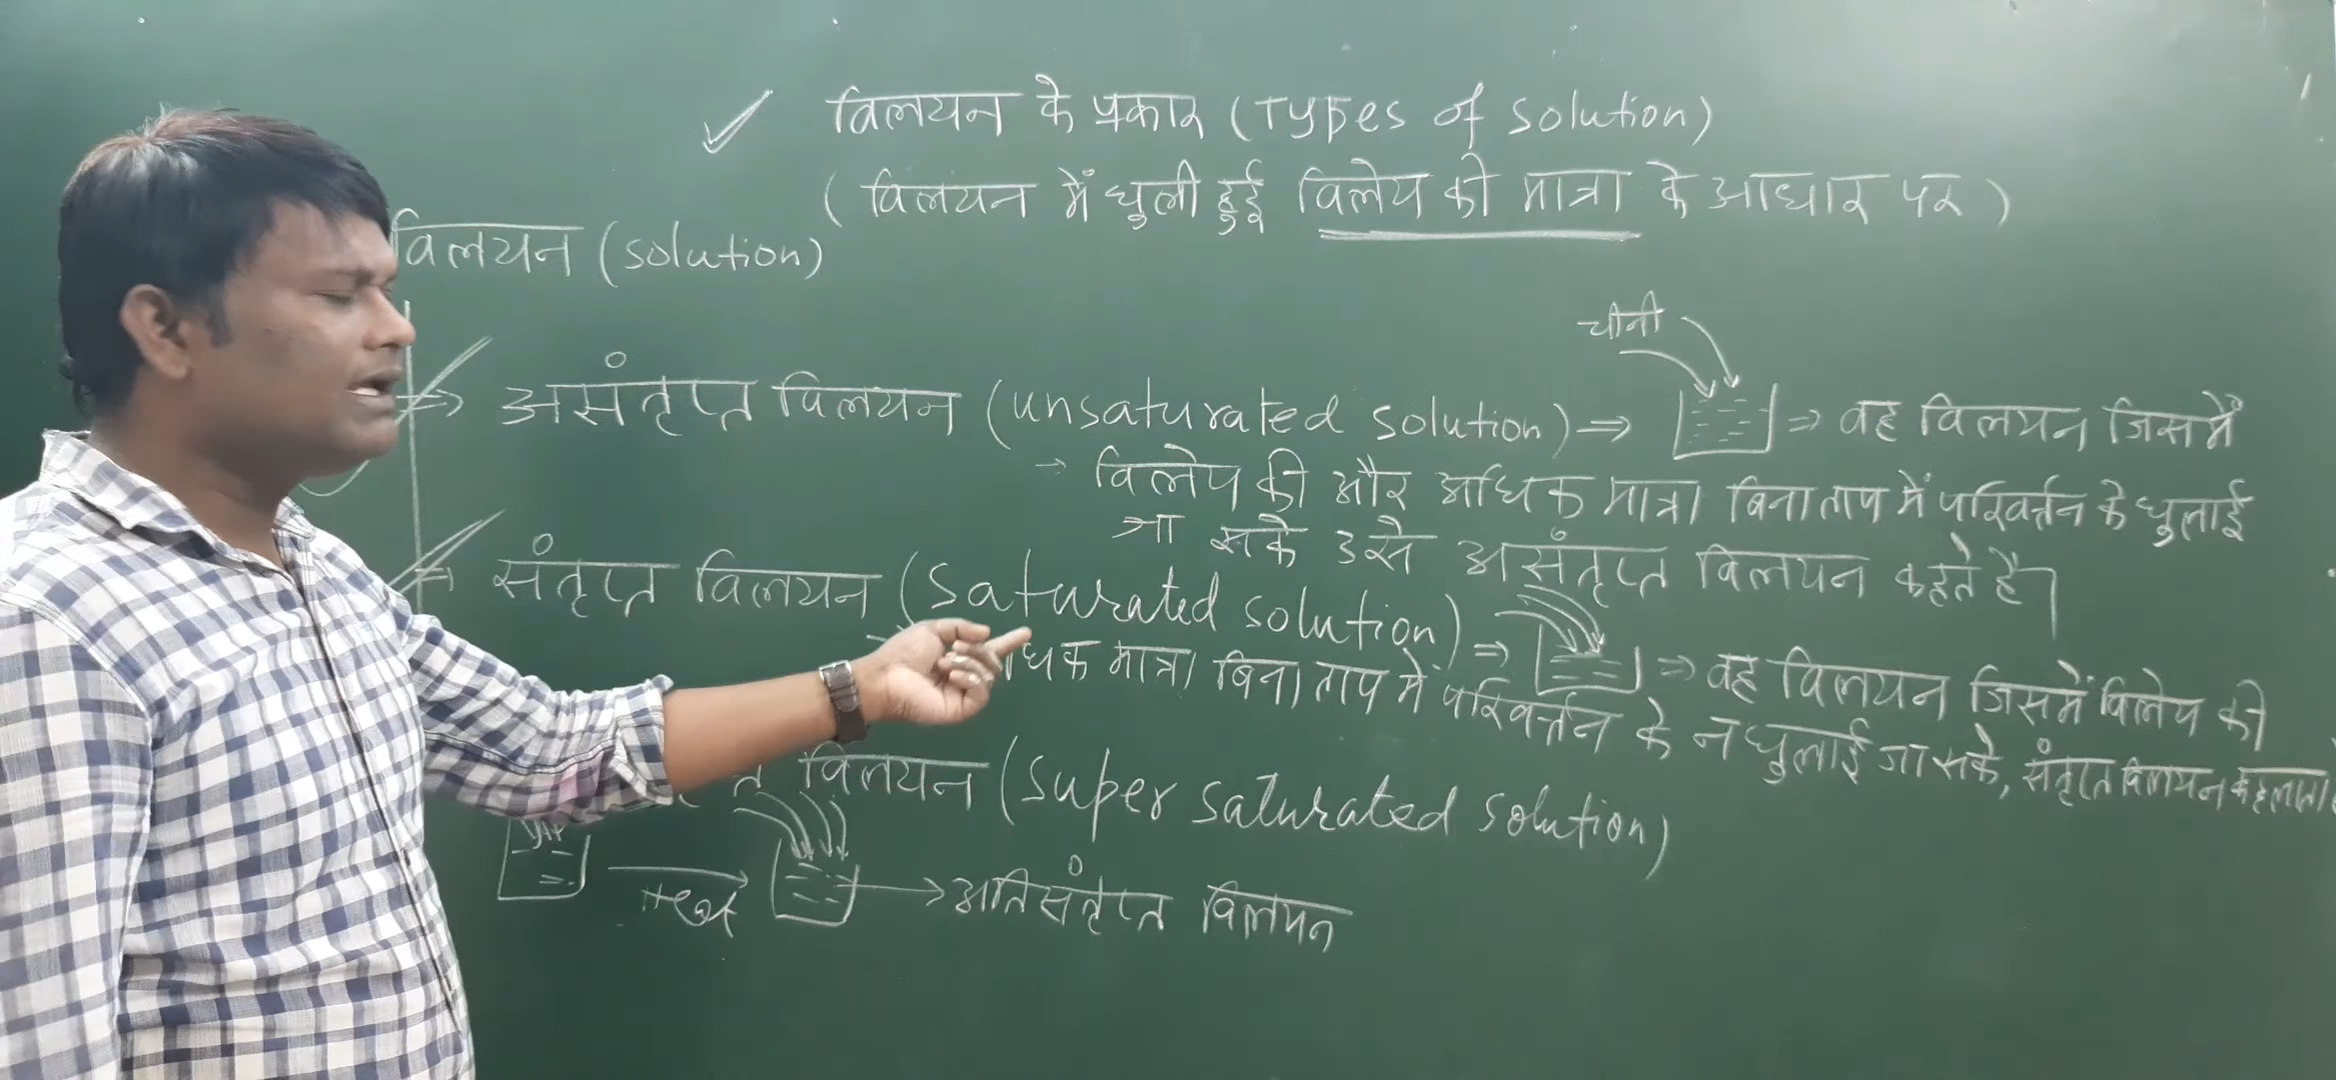 विलयन के प्रकार (Types of solution)
(विलयन में घुली हुई विलेय की मात्रा के आधार पर)
विलयन (solution)
चीनी
असंतृप्त विलयन (unsaturated solution) ⇒ ⇒ वह विलयन जिसमें
→ विलेय की और अधिक मात्रा बिना ताप में परिवर्तन के घुलाई
जा सके उसे असंतृप्त विलयन कहते है।
संतृप्त विलयन (saturated solution) ⇒ ⇒ वह विलयन जिसमें विलेय की
मात्रा बिना ताप में परिवर्तन के न घुलाई जा सके, संतृप्त विलयन कहलाता
विलयन (super saturated solution)
Heat → अतिसंतृप्त विलयन